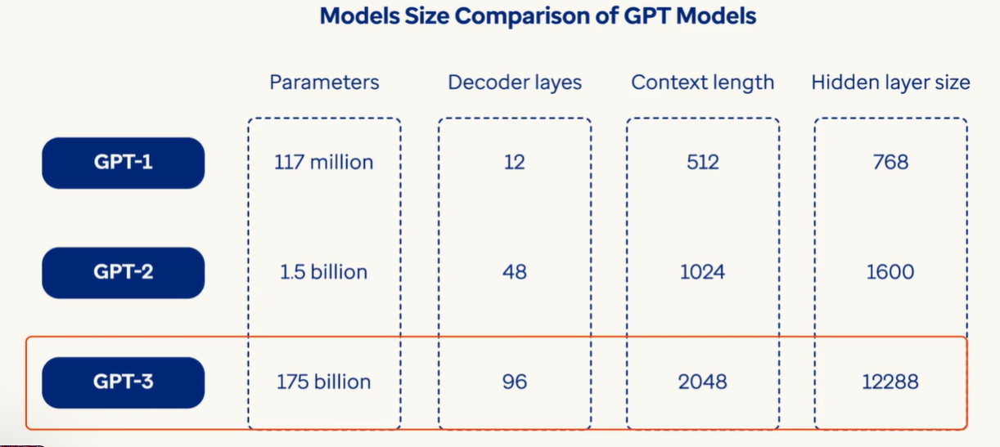 Models Size Comparison of GPT Models
Parameters Decoder layes Context length Hidden layer size
GPT-1 117 million 12 512 768
GPT-2 1.5 billion 48 1024 1600
GPT-3 175 billion 96 2048 12288